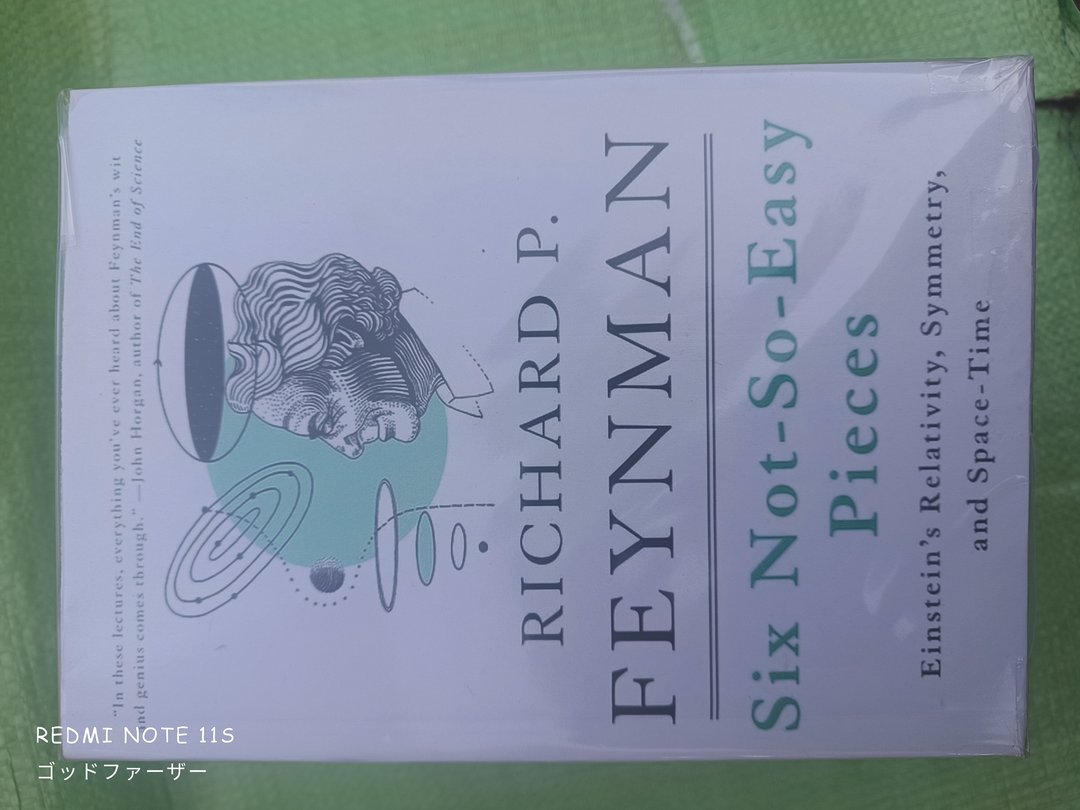 “In these lectures, everything you’ve ever heard about Feynman’s wit
and genius comes through.” —John Horgan, author of The End of Science
RICHARD P.
FEYNMAN
Six Not-So-Easy
Pieces
Einstein’s Relativity, Symmetry,
and Space-Time
REDMI NOTE 11S
ゴッドファーザー